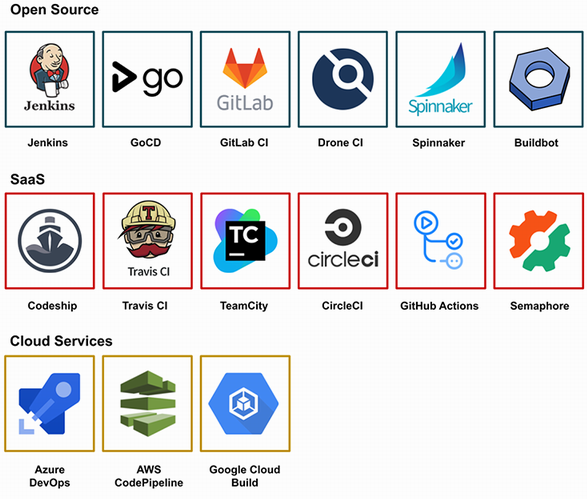 Open Source
Jenkins
go
GitLab
Spinnaker
Jenkins
GoCD
GitLab CI
Drone CI
Spinnaker
Buildbot
SaaS
T
Travis CI
TC
circleci
Codeship
Travis CI
TeamCity
CircleCI
GitHub Actions
Semaphore
Cloud Services
Azure
DevOps
AWS
CodePipeline
Google Cloud
Build